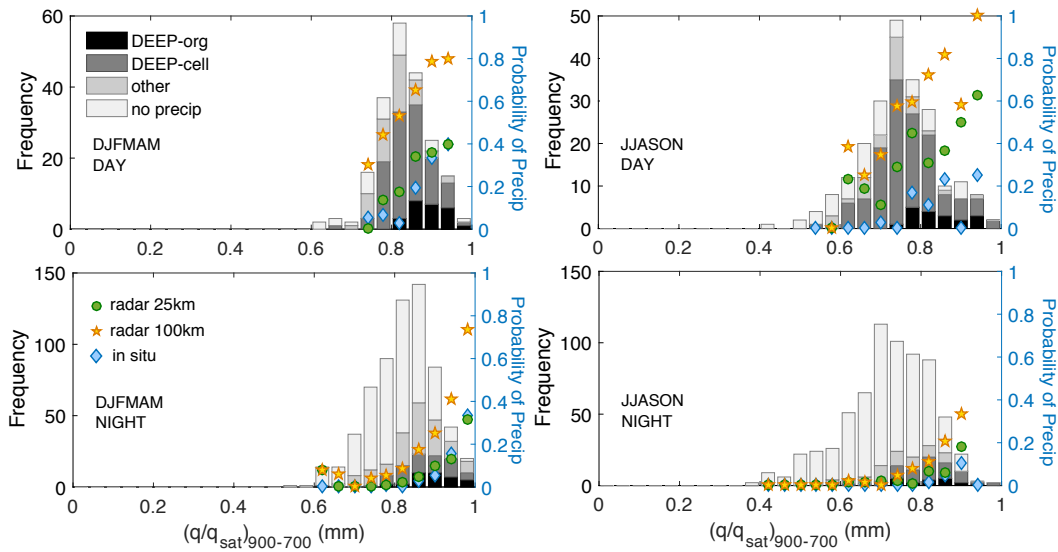 DEEP-org
DEEP-cell
other
no precip
DJFMAM
DAY
Frequency
60
40
20
0
0 0.2 0.4 0.6 0.8 1
1
0.8
0.6
0.4
0.2
0
Probability of Precip
JJASON
DAY
Frequency
50
40
30
20
10
0
0 0.2 0.4 0.6 0.8 1
1
0.8
0.6
0.4
0.2
0
Probability of Precip
radar 25km
radar 100km
in situ
DJFMAM
NIGHT
Frequency
150
100
50
0
0 0.2 0.4 0.6 0.8 1
1
0.8
0.6
0.4
0.2
0
Probability of Precip
(q/q_sat)_900-700 (mm)
JJASON
NIGHT
Frequency
150
100
50
0
0 0.2 0.4 0.6 0.8 1
1
0.8
0.6
0.4
0.2
0
Probability of Precip
(q/q_sat)_900-700 (mm)